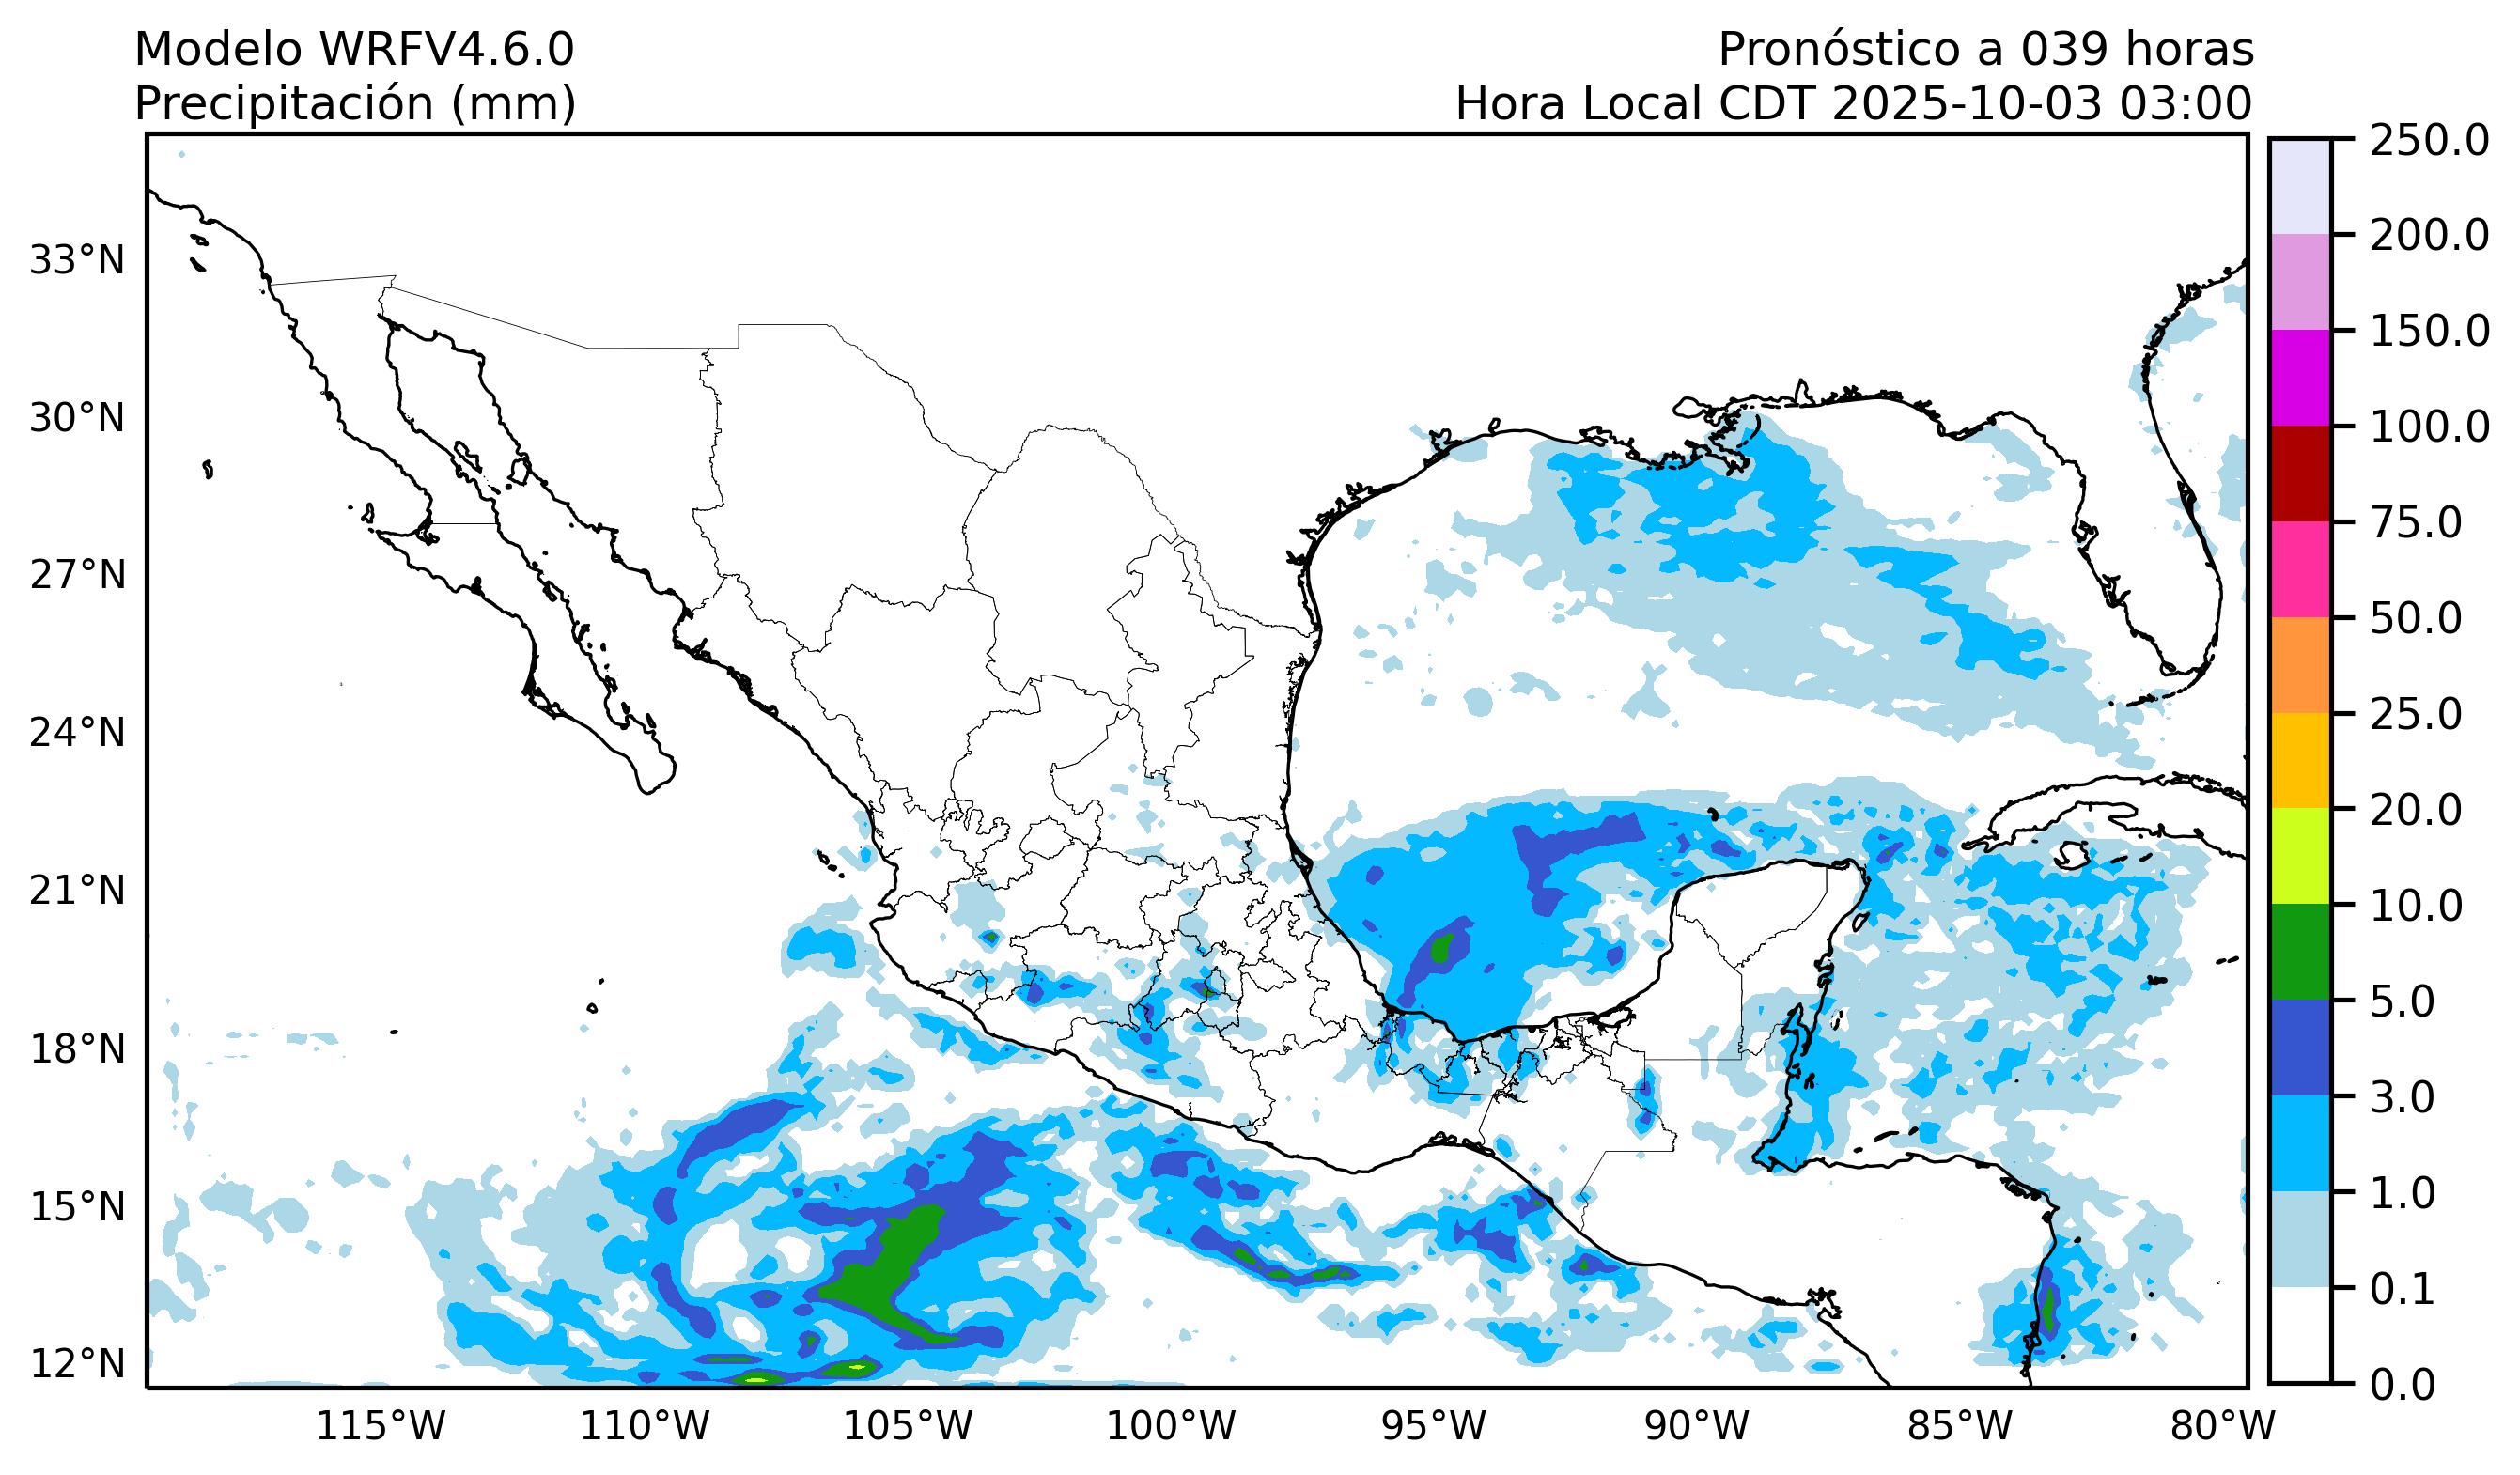 Modelo WRFV4.6.0
Precipitación (mm)
Pronóstico a 039 horas
Hora Local CDT 2025-10-03 03:00
33°N
30°N
27°N
24°N
21°N
18°N
15°N
12°N
115°W
110°W
105°W
100°W
95°W
90°W
85°W
80°W
250.0
200.0
150.0
100.0
75.0
50.0
25.0
20.0
10.0
5.0
3.0
1.0
0.1
0.0